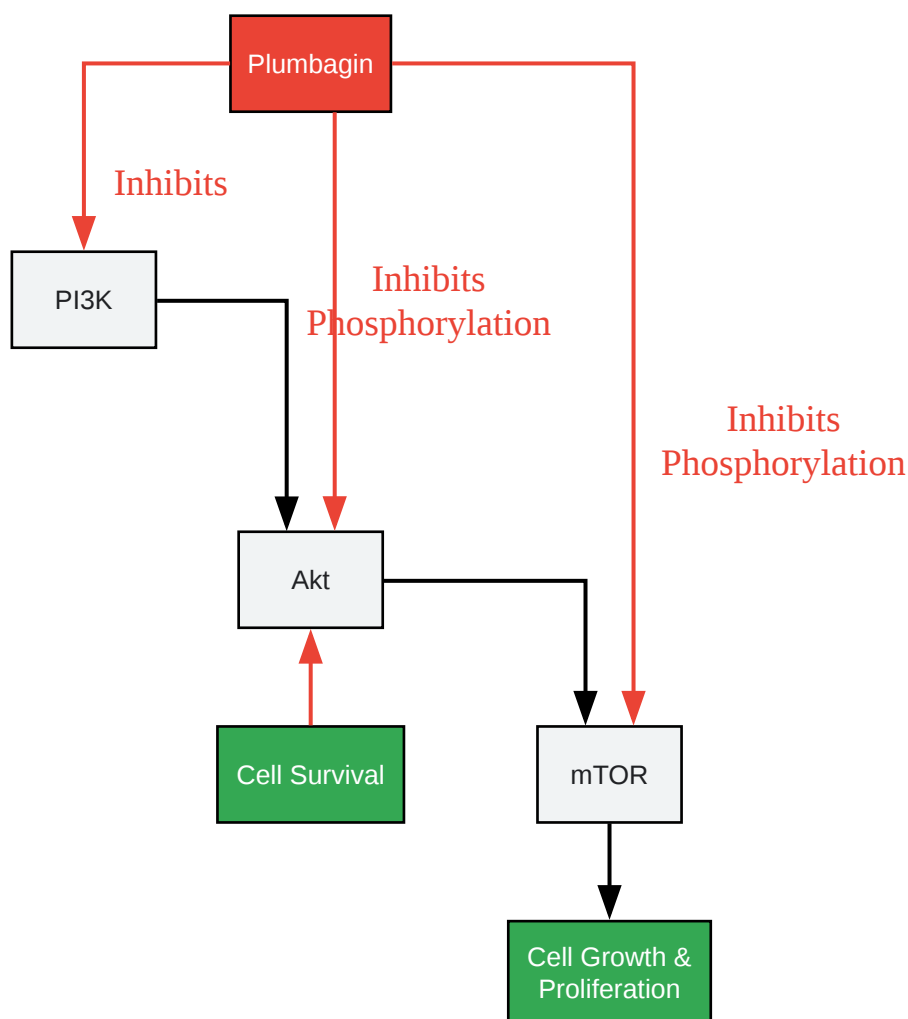 Plumbagin
Inhibits
PI3K
Inhibits
Phosphorylation
Inhibits
Phosphorylation
Akt
Cell Survival
mTOR
Cell Growth &
Proliferation